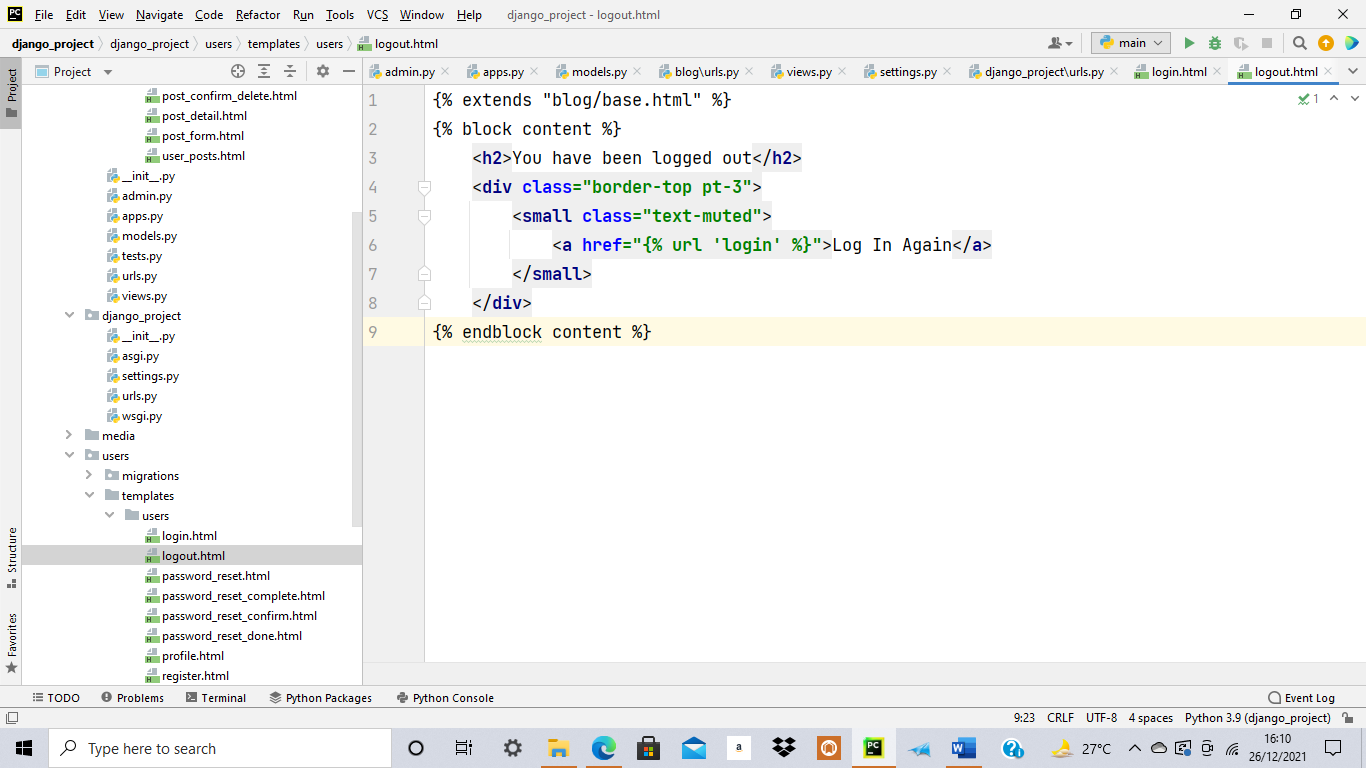 PC File Edit View Navigate Code Refactor Run Tools VCS Window Help django_project - logout.html
django_project django_project users templates users logout.html main
Project
Project admin.py apps.py models.py blog\urls.py views.py settings.py django_project\urls.py login.html logout.html
post_confirm_delete.html
post_detail.html
post_form.html
user_posts.html
__init__.py
admin.py
apps.py
models.py
tests.py
urls.py
views.py
django_project
__init__.py
asgi.py
settings.py
urls.py
wsgi.py
media
users
migrations
templates
users
login.html
logout.html
password_reset.html
password_reset_complete.html
password_reset_confirm.html
password_reset_done.html
profile.html
register.html
Structure
Favorites
1 {% extends "blog/base.html" %}
2 {% block content %}
3 <h2>You have been logged out</h2>
4 <div class="border-top pt-3">
5 <small class="text-muted">
6 <a href="{% url 'login' %}">Log In Again</a>
7 </small>
8 </div>
9 {% endblock content %}
1
TODO Problems Terminal Python Packages Python Console Event Log
9:23 CRLF UTF-8 4 spaces Python 3.9 (django_project)
Type here to search a PC W 27°C 16:10
26/12/2021